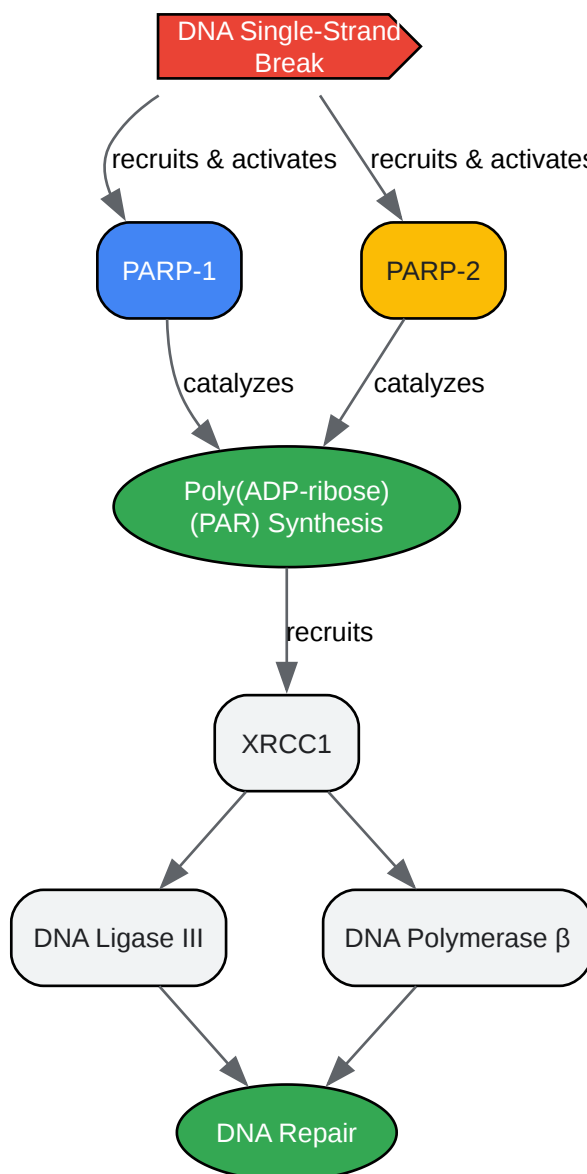 DNA Single-Strand
Break
recruits & activates
recruits & activates
PARP-1
PARP-2
catalyzes
catalyzes
Poly(ADP-ribose)
(PAR) Synthesis
recruits
XRCC1
DNA Ligase III
DNA Polymerase β
DNA Repair